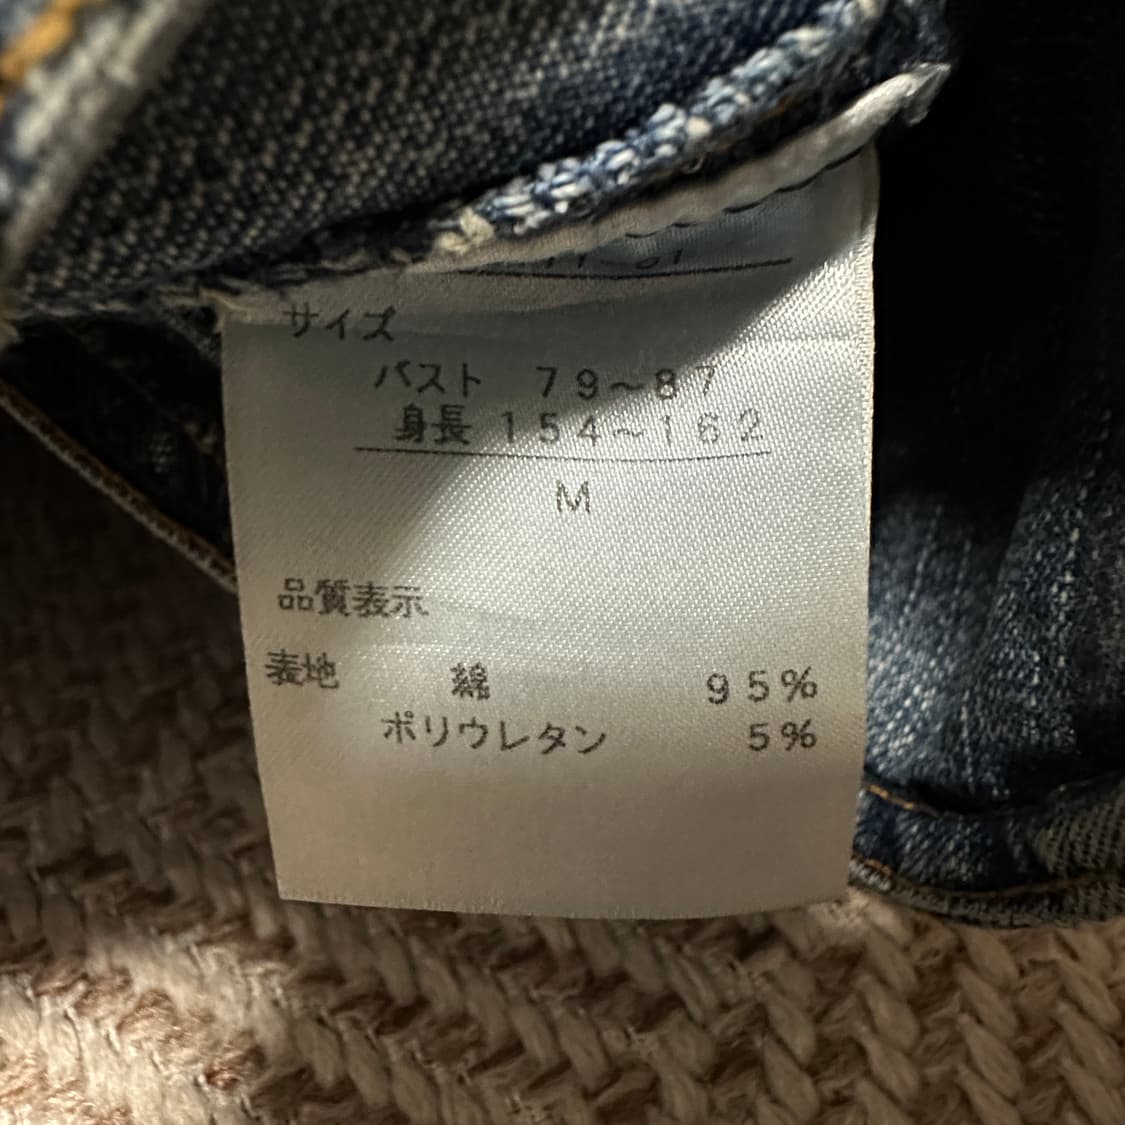 サイズ
バスト 79~87
身長 154~162
M
品質表示
表地 綿 95%
ポリウレタン 5%